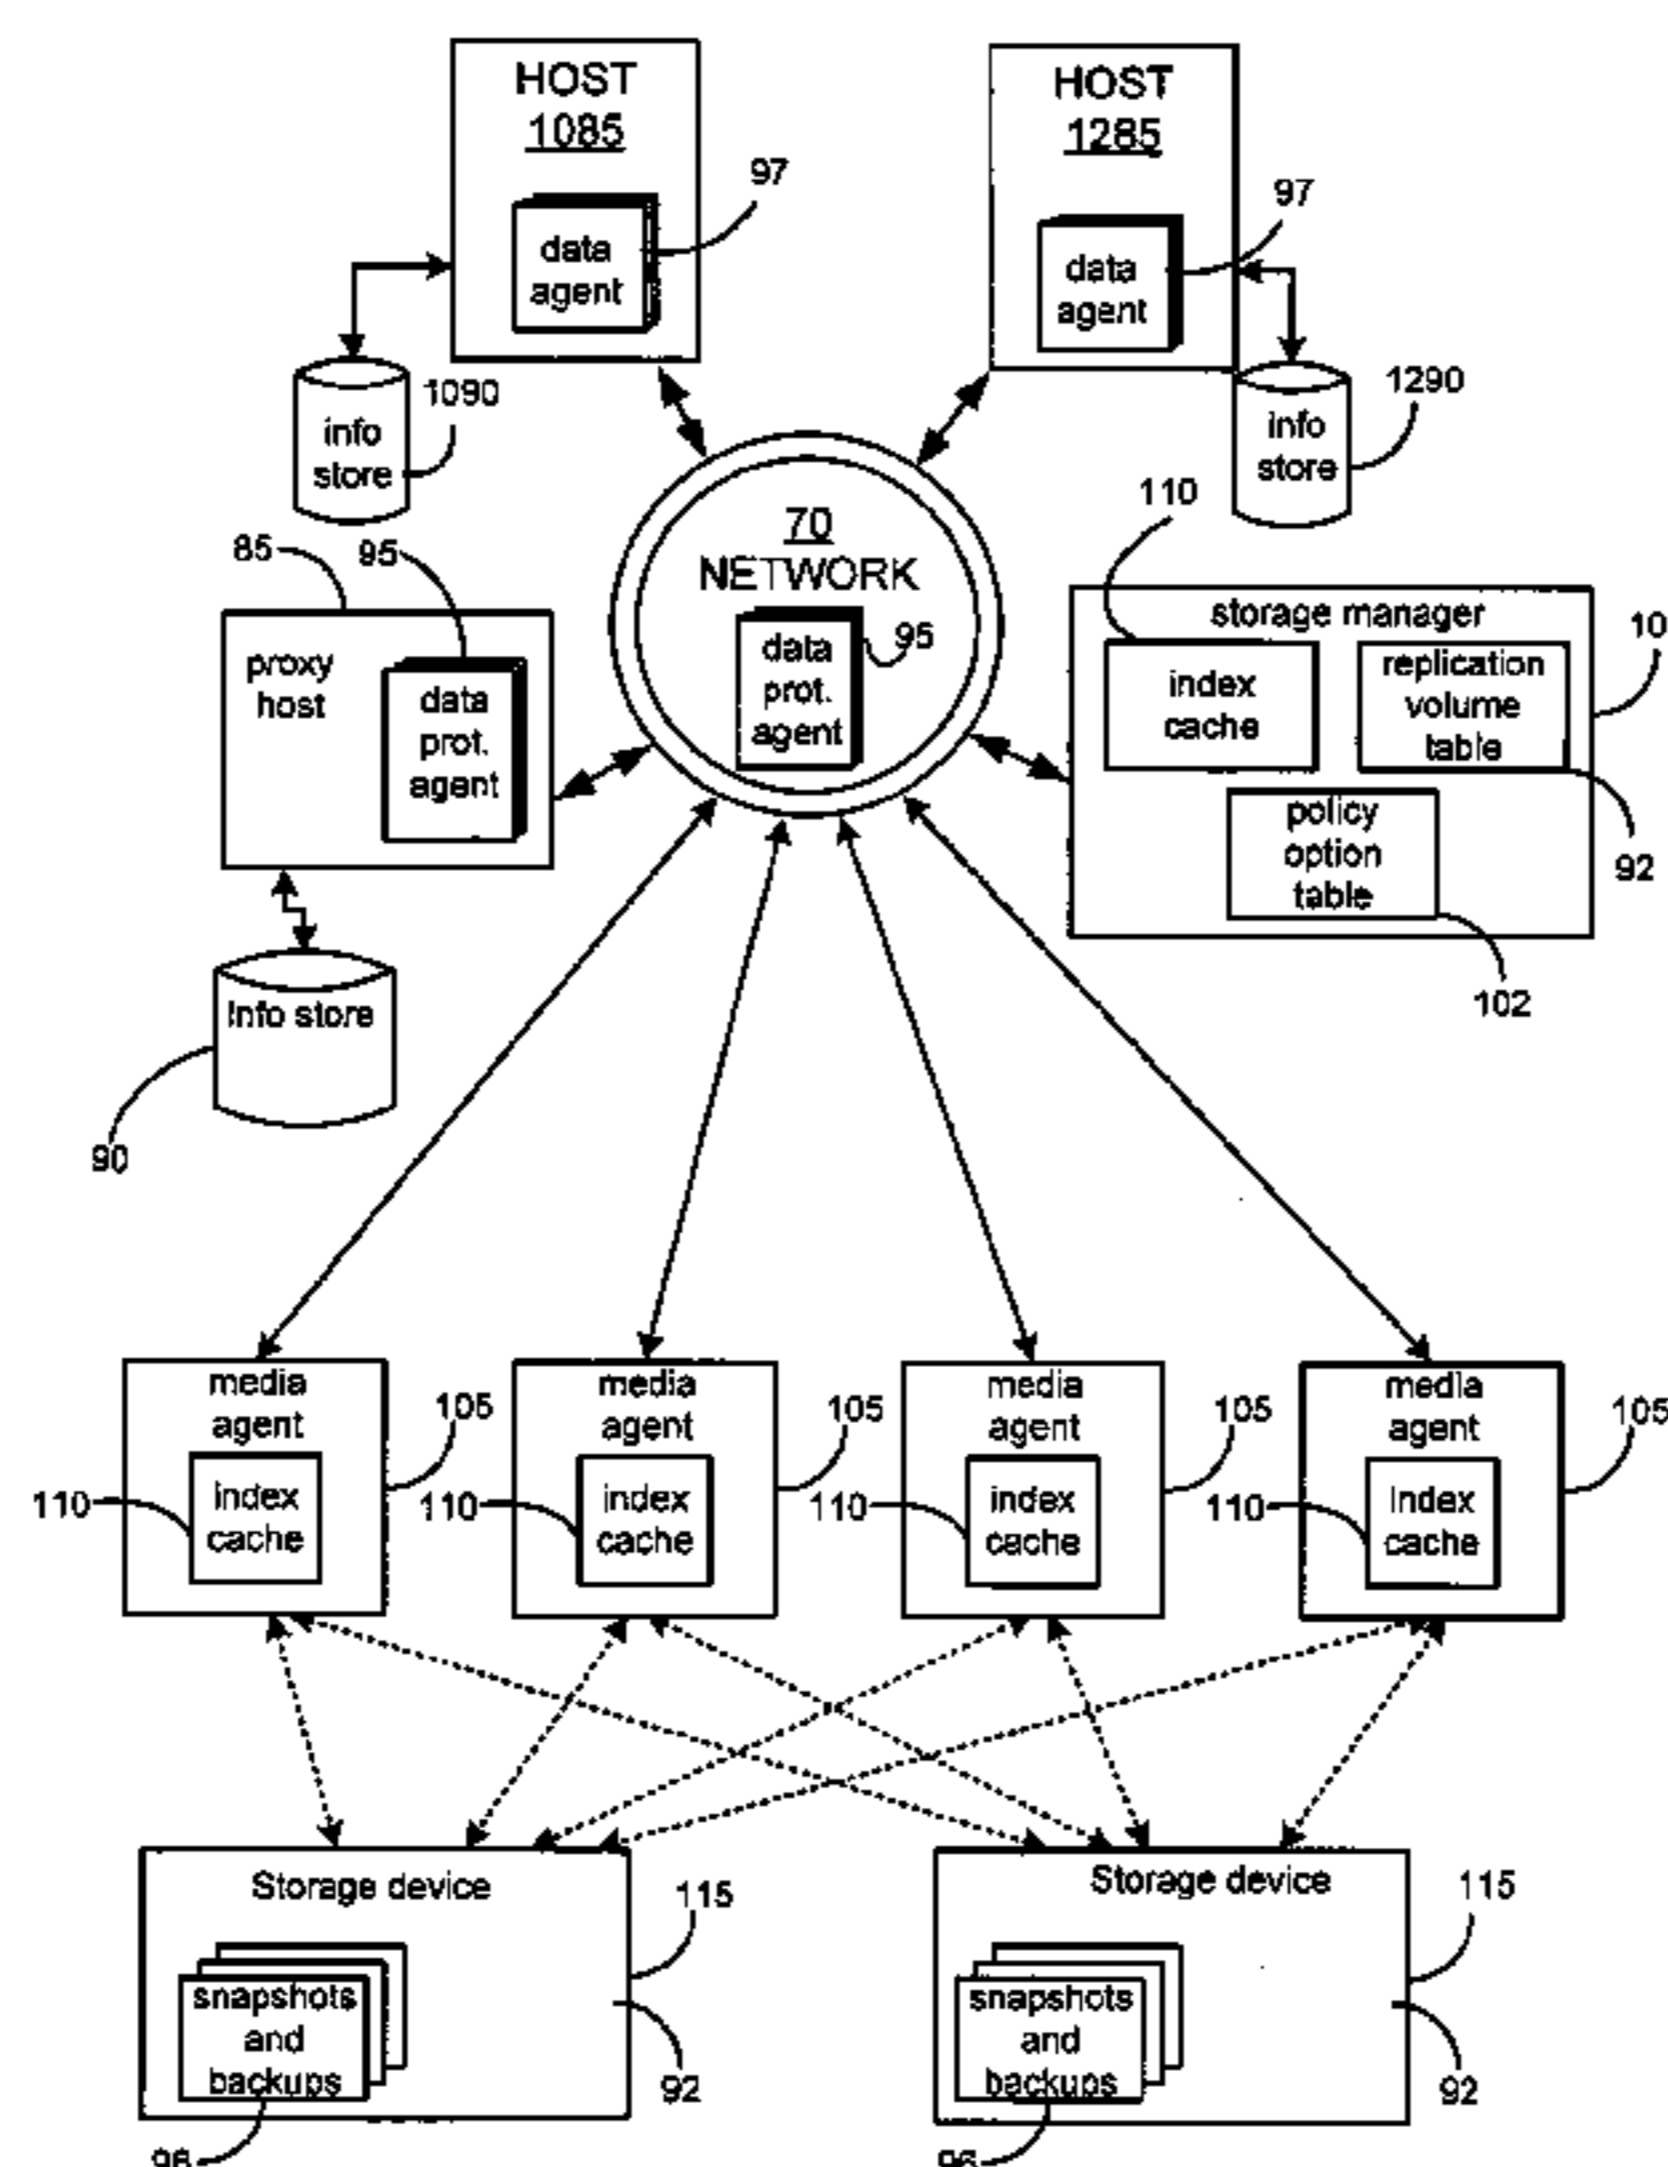 HOST
1085
97
data
agent
HOST
1285
97
data
agent
1090
info
store
1290
info
store
70
NETWORK
data
prot.
agent
95
85
95
proxy
host
data
prot.
agent
Info store
90
110
storage manager
10
index
cache
replication
volume
table
92
policy
option
table
102
media
agent
105
110
index
cache
media
agent
105
110
index
cache
media
agent
105
110
index
cache
media
agent
105
110
index
cache
Storage device
115
snapshots
and
backups
92
Storage device
115
snapshots
and
backups
92